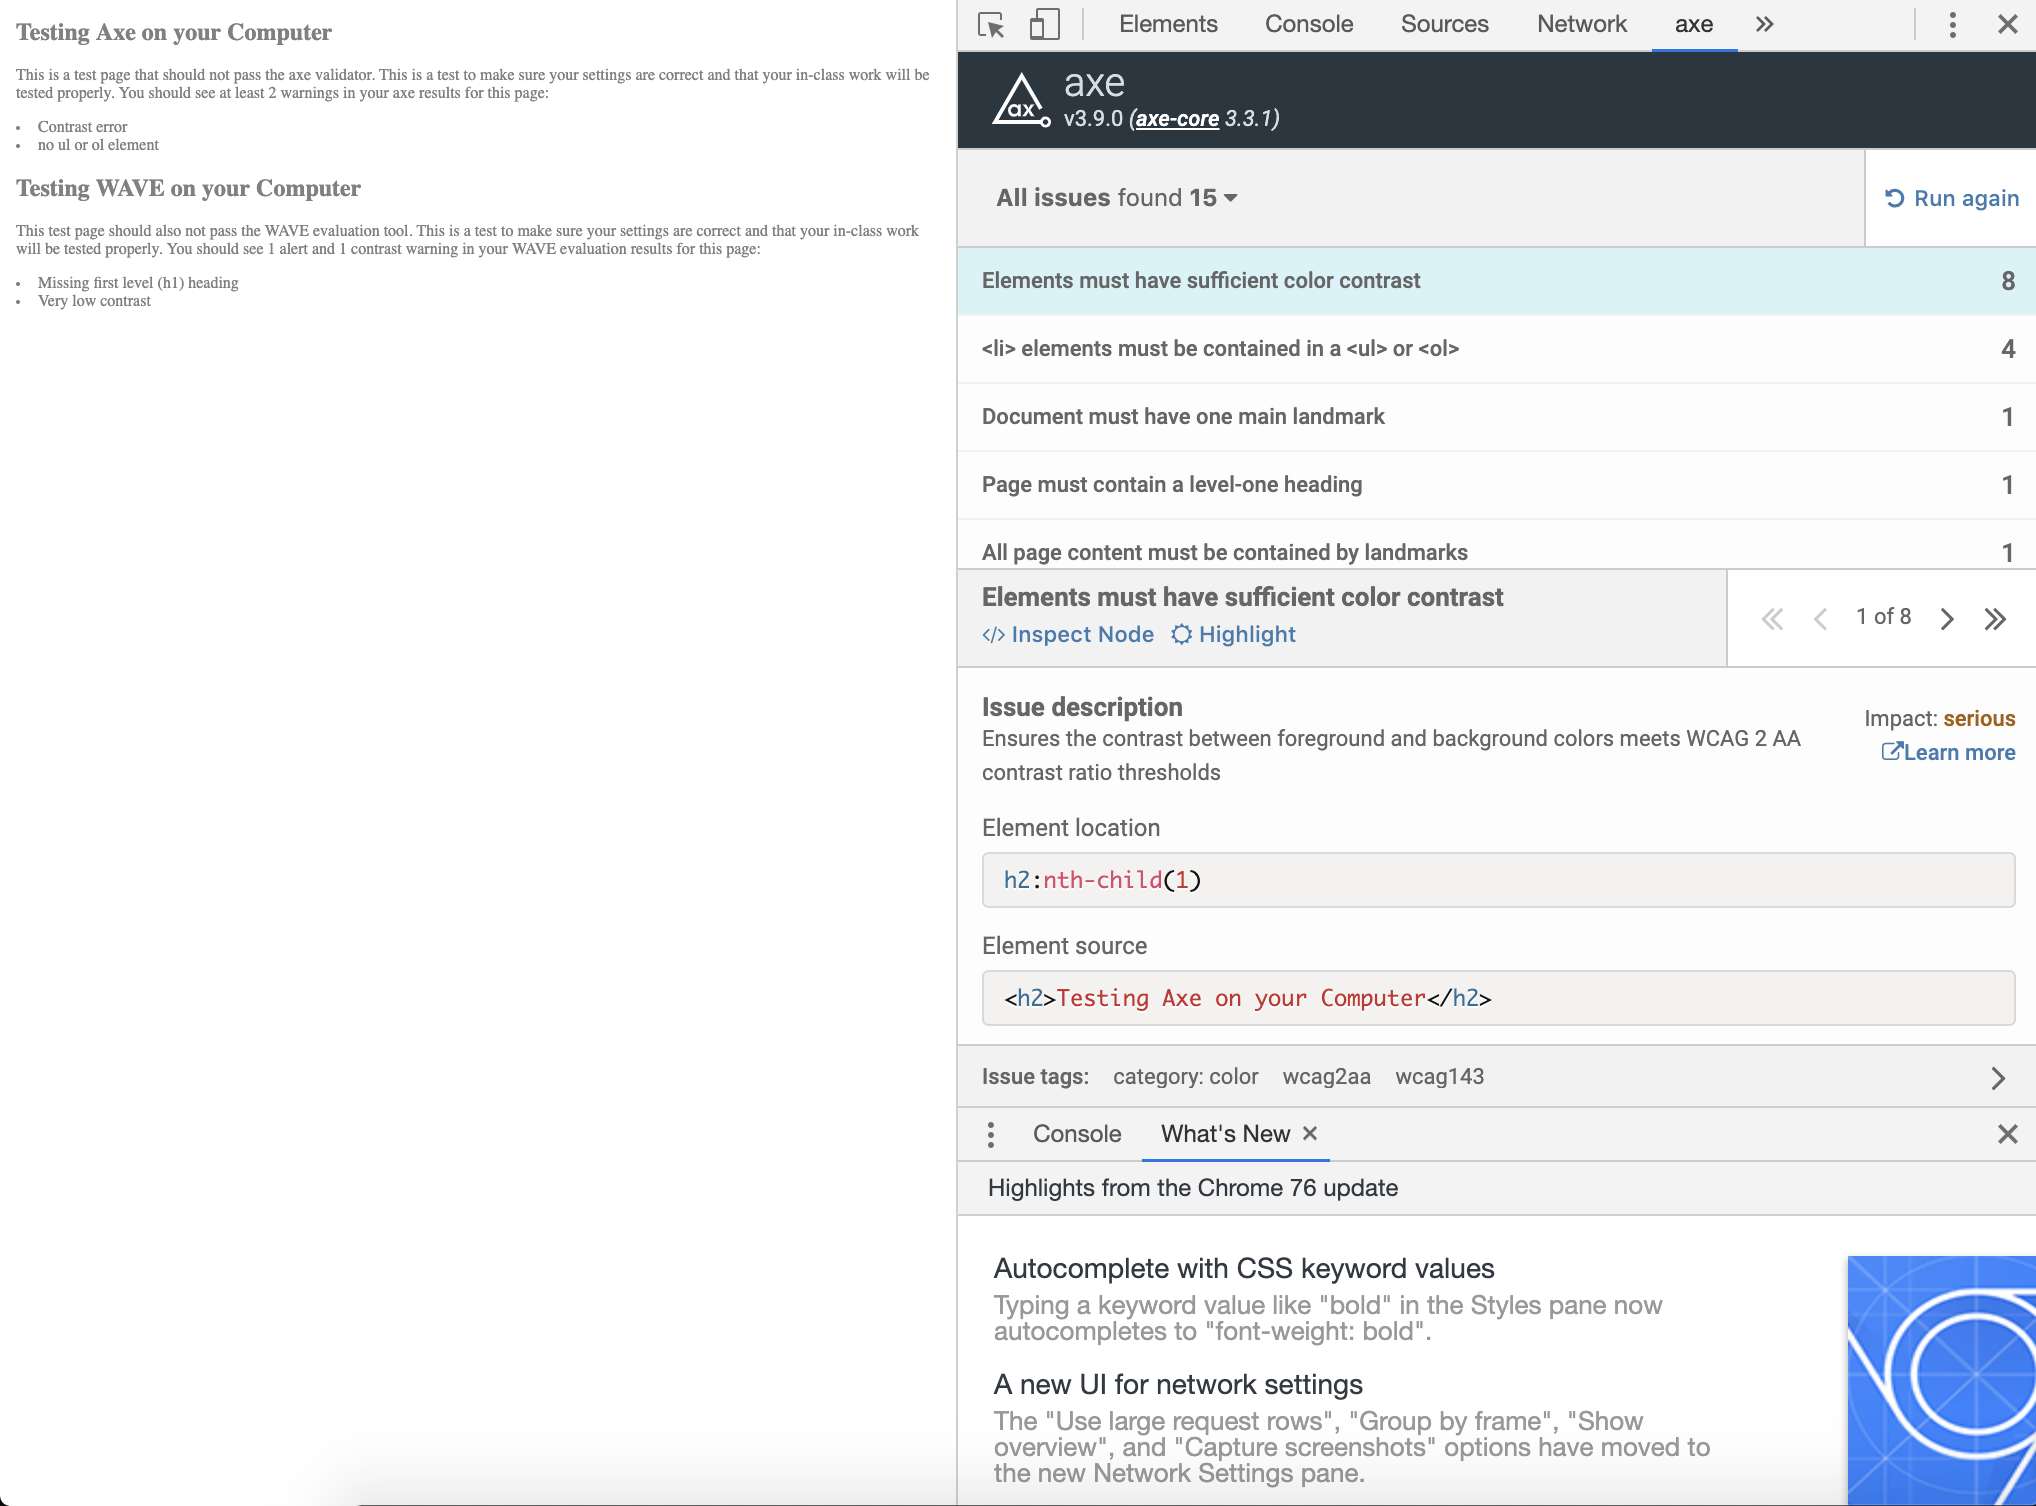 Testing Axe on your Computer
This is a test page that should not pass the axe validator. This is a test to make sure your settings are correct and that your in-class work will be
tested properly. You should see at least 2 warnings in your axe results for this page:
• Contrast error
• no ul or ol element
Testing WAVE on your Computer
This test page should also not pass the WAVE evaluation tool. This is a test to make sure your settings are correct and that your in-class work
will be tested properly. You should see 1 alert and 1 contrast warning in your WAVE evaluation results for this page:
• Missing first level (h1) heading
• Very low contrast
Elements Console Sources Network axe »
ax
axe
v3.9.0 (axe-core 3.3.1)
All issues found 15
Run again
Elements must have sufficient color contrast 8
<li> elements must be contained in a <ul> or <ol> 4
Document must have one main landmark 1
Page must contain a level-one heading 1
All page content must be contained by landmarks 1
Elements must have sufficient color contrast
</> Inspect Node Highlight
1 of 8
Issue description
Ensures the contrast between foreground and background colors meets WCAG 2 AA
contrast ratio thresholds
Impact: serious
Learn more
Element location
h2:nth-child(1)
Element source
<h2>Testing Axe on your Computer</h2>
Issue tags: category: color wcag2aa wcag143
Console What's New ×
Highlights from the Chrome 76 update
Autocomplete with CSS keyword values
Typing a keyword value like "bold" in the Styles pane now
autocompletes to "font-weight: bold".
A new UI for network settings
The "Use large request rows", "Group by frame", "Show
overview", and "Capture screenshots" options have moved to
the new Network Settings pane.